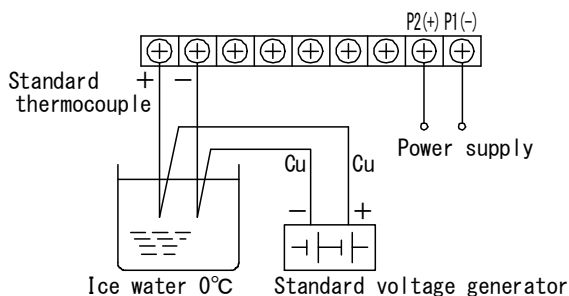 P2(+) P1(-)
Standard + −
thermocouple
Power supply
Cu Cu
− +
Ice water 0℃ Standard voltage generator